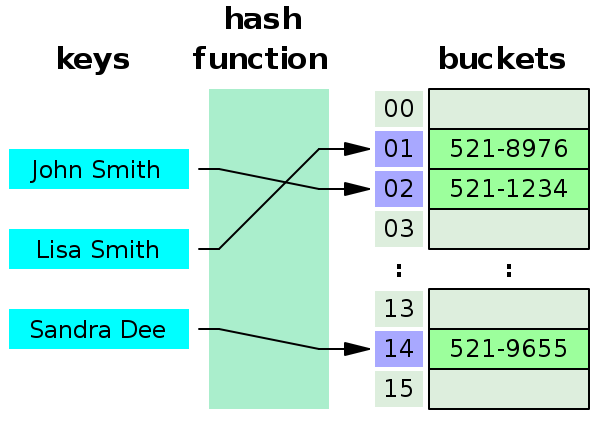 keys
hash
function
buckets
John Smith
Lisa Smith
Sandra Dee
00
01 521-8976
02 521-1234
03
: :
13
14 521-9655
15